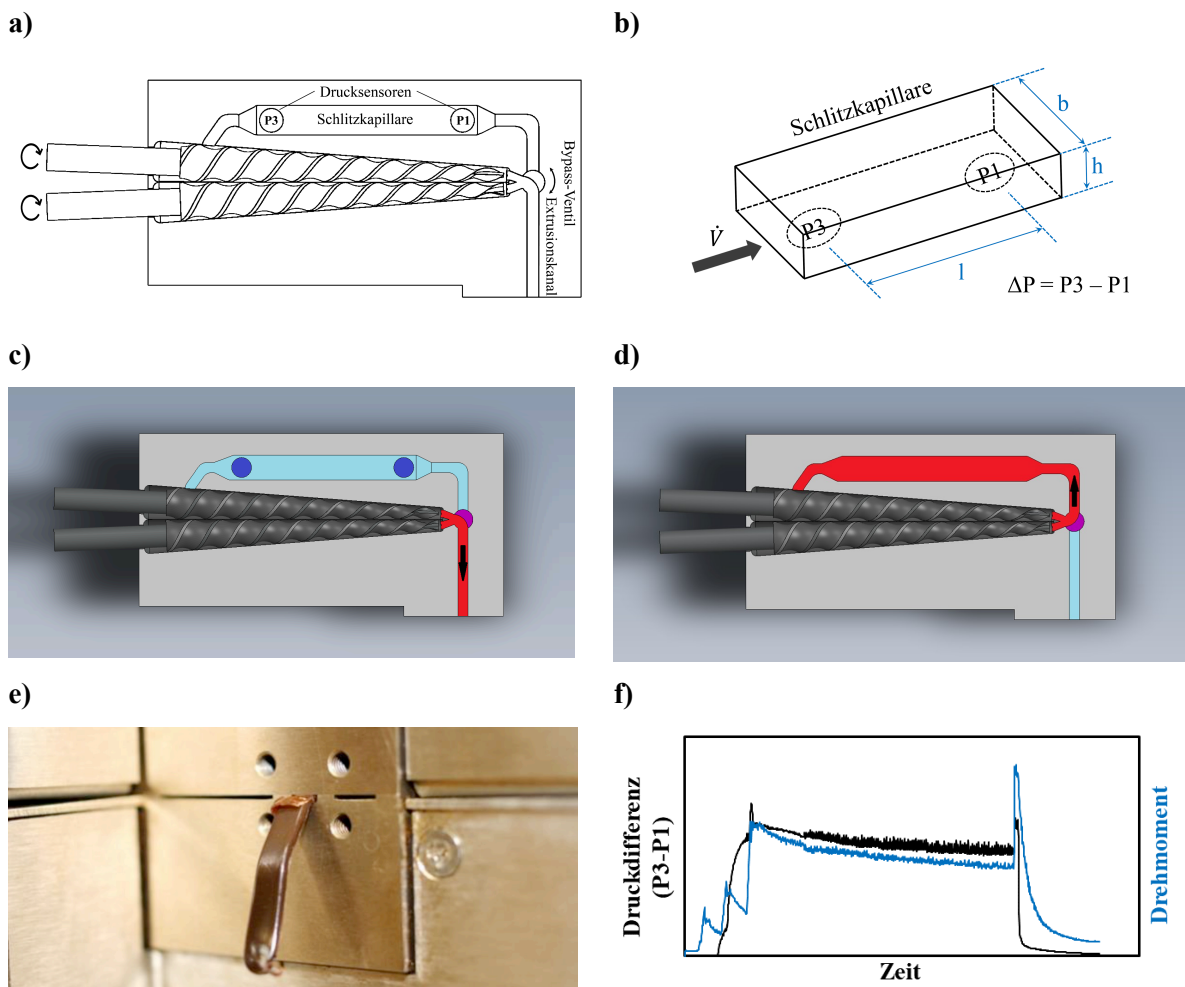 a)
Drucksensoren
P3
Schlitzkapillare
P1
Bypass-Ventil
Extrusionskanal
b)
Schlitzkapillare
b
h
P1
P3
V̇
l
ΔP = P3 – P1
c)
d)
e)
f)
Druckdifferenz
(P3-P1)
Drehmoment
Zeit